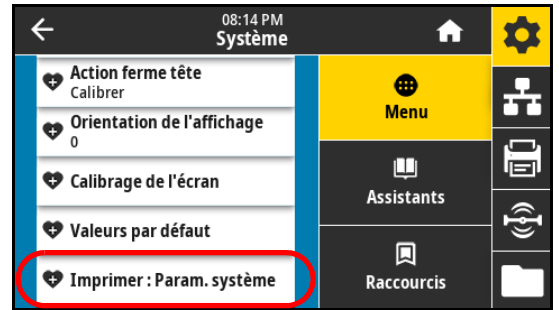 08:14 PM
Système
Action ferme tête
Calibrer
Orientation de l'affichage
0
Calibrage de l'écran
Valeurs par défaut
Imprimer : Param. système
Menu
Assistants
Raccourcis